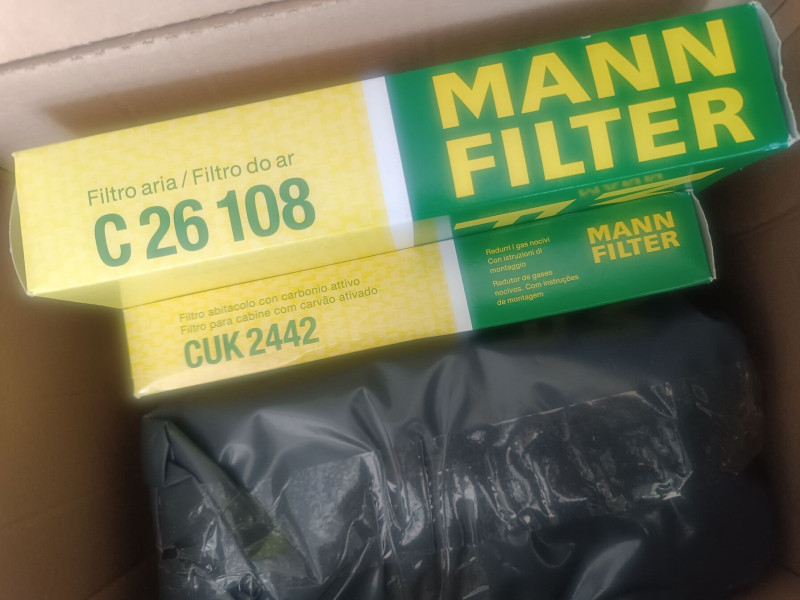 Filtro aria / Filtro do ar
C 26 108
MANN
FILTER
Filtro abitacolo con carbonio attivo
Filtro para cabine com carvão ativado
CUK 2442
Redurri i gas nocivi
Con istruzioni di
montaggio
Redutor de gases
nocivos. Com instruções
de montagem
MANN
FILTER